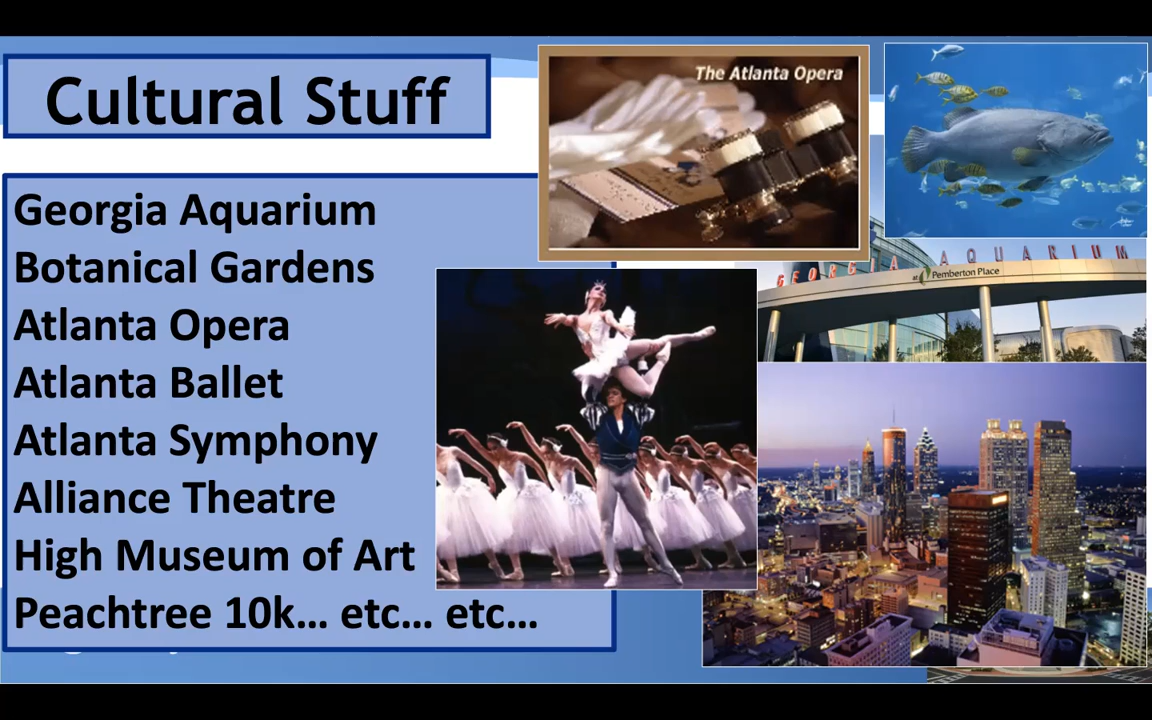 Cultural Stuff
The Atlanta Opera
Georgia Aquarium
Botanical Gardens
Atlanta Opera
Atlanta Ballet
Atlanta Symphony
Alliance Theatre
High Museum of Art
Peachtree 10k... etc... etc...
GEORGIA AQUARIUM
at Pemberton Place